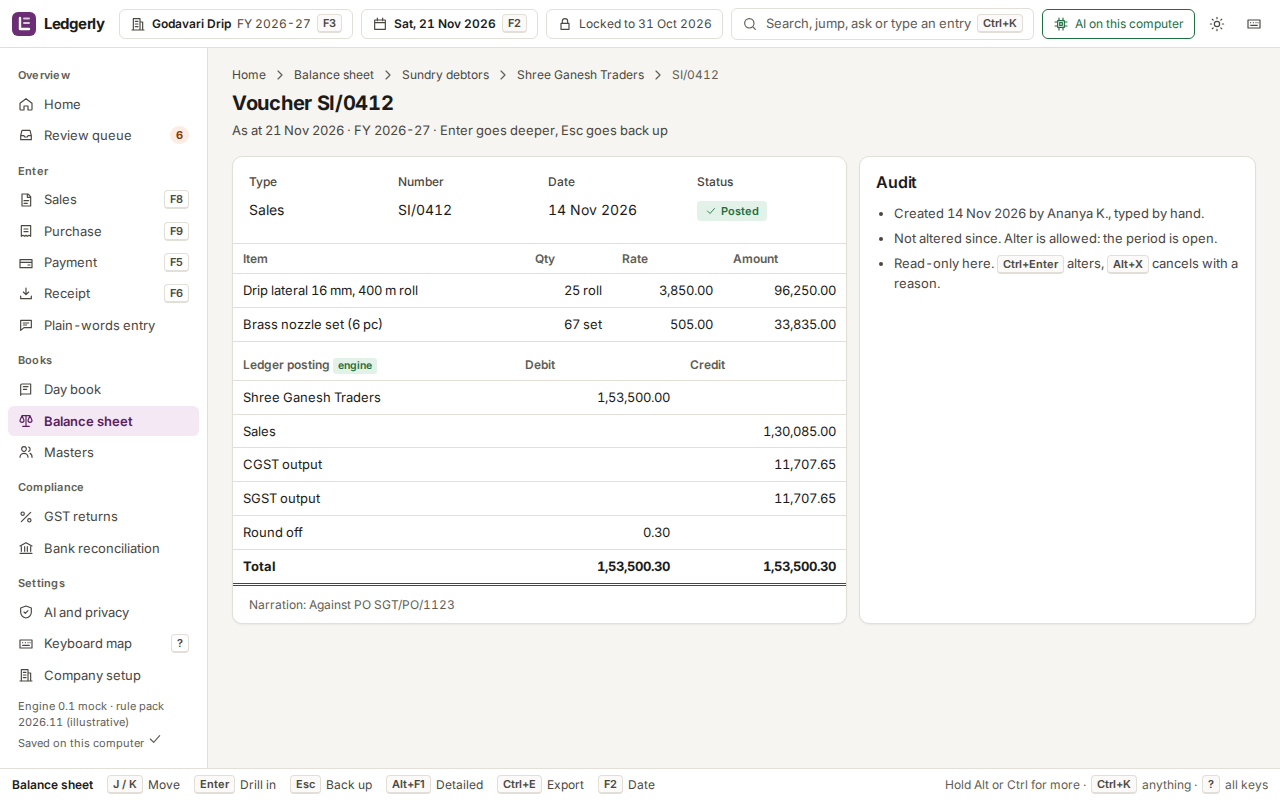 Ledgerly
Godavari Drip FY 2026-27 F3
Sat, 21 Nov 2026 F2
Locked to 31 Oct 2026
Search, jump, ask or type an entry Ctrl+K
AI on this computer
Overview
Home
Review queue 6
Enter
Sales F8
Purchase F9
Payment F5
Receipt F6
Plain-words entry
Books
Day book
Balance sheet
Masters
Compliance
GST returns
Bank reconciliation
Settings
AI and privacy
Keyboard map ?
Company setup
Engine 0.1 mock · rule pack
2026.11 (illustrative)
Saved on this computer
Home > Balance sheet > Sundry debtors > Shree Ganesh Traders > SI/0412
Voucher SI/0412
As at 21 Nov 2026 · FY 2026-27 · Enter goes deeper, Esc goes back up
Type Number Date Status
Sales SI/0412 14 Nov 2026 Posted
Item Qty Rate Amount
Drip lateral 16 mm, 400 m roll 25 roll 3,850.00 96,250.00
Brass nozzle set (6 pc) 67 set 505.00 33,835.00
Ledger posting engine Debit Credit
Shree Ganesh Traders 1,53,500.00
Sales 1,30,085.00
CGST output 11,707.65
SGST output 11,707.65
Round off 0.30
Total 1,53,500.30 1,53,500.30
Narration: Against PO SGT/PO/1123
Audit
• Created 14 Nov 2026 by Ananya K., typed by hand.
• Not altered since. Alter is allowed: the period is open.
• Read-only here. Ctrl+Enter alters, Alt+X cancels with a
reason.
Balance sheet J / K Move Enter Drill in Esc Back up Alt+F1 Detailed Ctrl+E Export F2 Date
Hold Alt or Ctrl for more · Ctrl+K anything · ? all keys